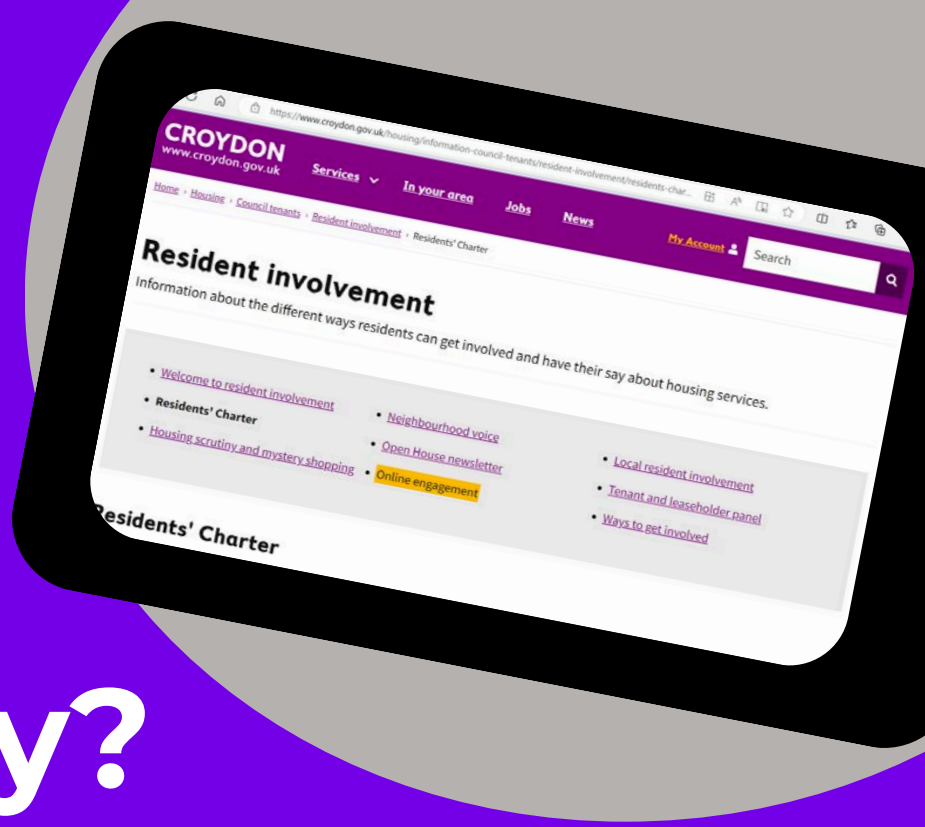 https://www.croydon.gov.uk/housing/information-council-tenants/resident-involvement/residents-char...
CROYDON
www.croydon.gov.uk
Services
In your area
Jobs
News
My Account
Search
Home › Housing › Council tenants › Resident involvement › Residents' Charter
Resident involvement
Information about the different ways residents can get involved and have their say about housing services.
• Welcome to resident involvement
• Residents' Charter
• Housing scrutiny and mystery shopping
• Neighbourhood voice
• Open House newsletter
• Online engagement
• Local resident involvement
• Tenant and leaseholder panel
• Ways to get involved
Residents' Charter
y?